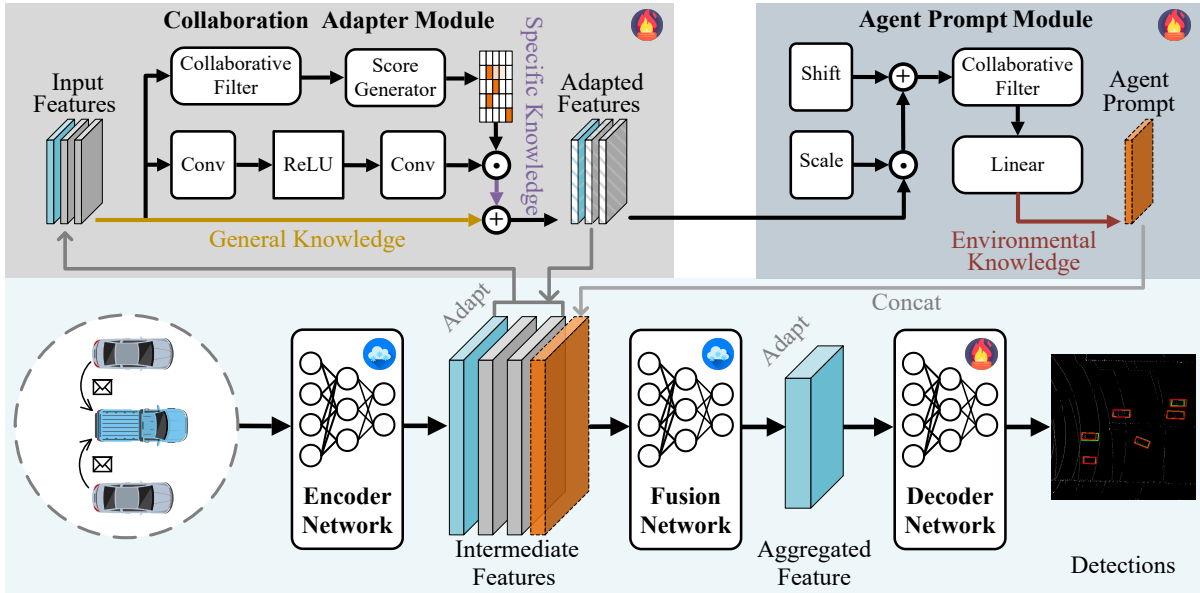 Collaboration Adapter Module
Input
Features
Collaborative
Filter
Score
Generator
Specific Knowledge
Adapted
Features
Conv
ReLU
Conv
General Knowledge
Agent Prompt Module
Shift
Scale
Collaborative
Filter
Linear
Agent
Prompt
Environmental
Knowledge
Adapt
Concat
Adapt
Encoder
Network
Intermediate
Features
Fusion
Network
Aggregated
Feature
Decoder
Network
Detections